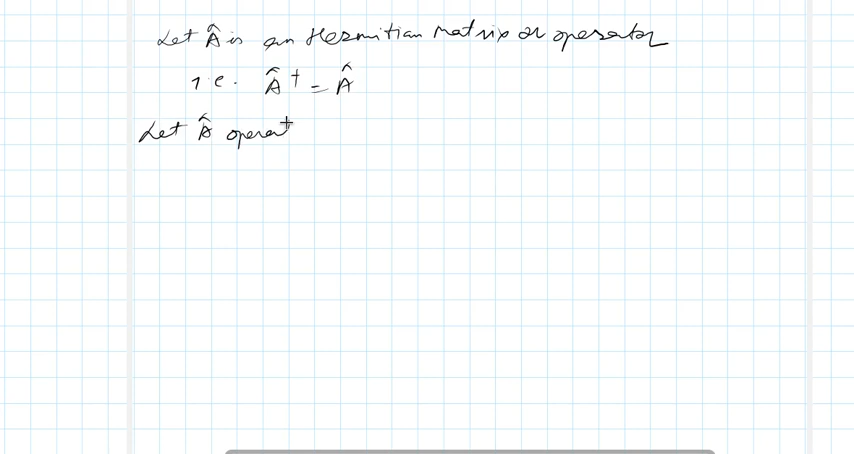 Let Â is an Hermitian matrix or operator
i.e. Â† = Â
Let Â operat